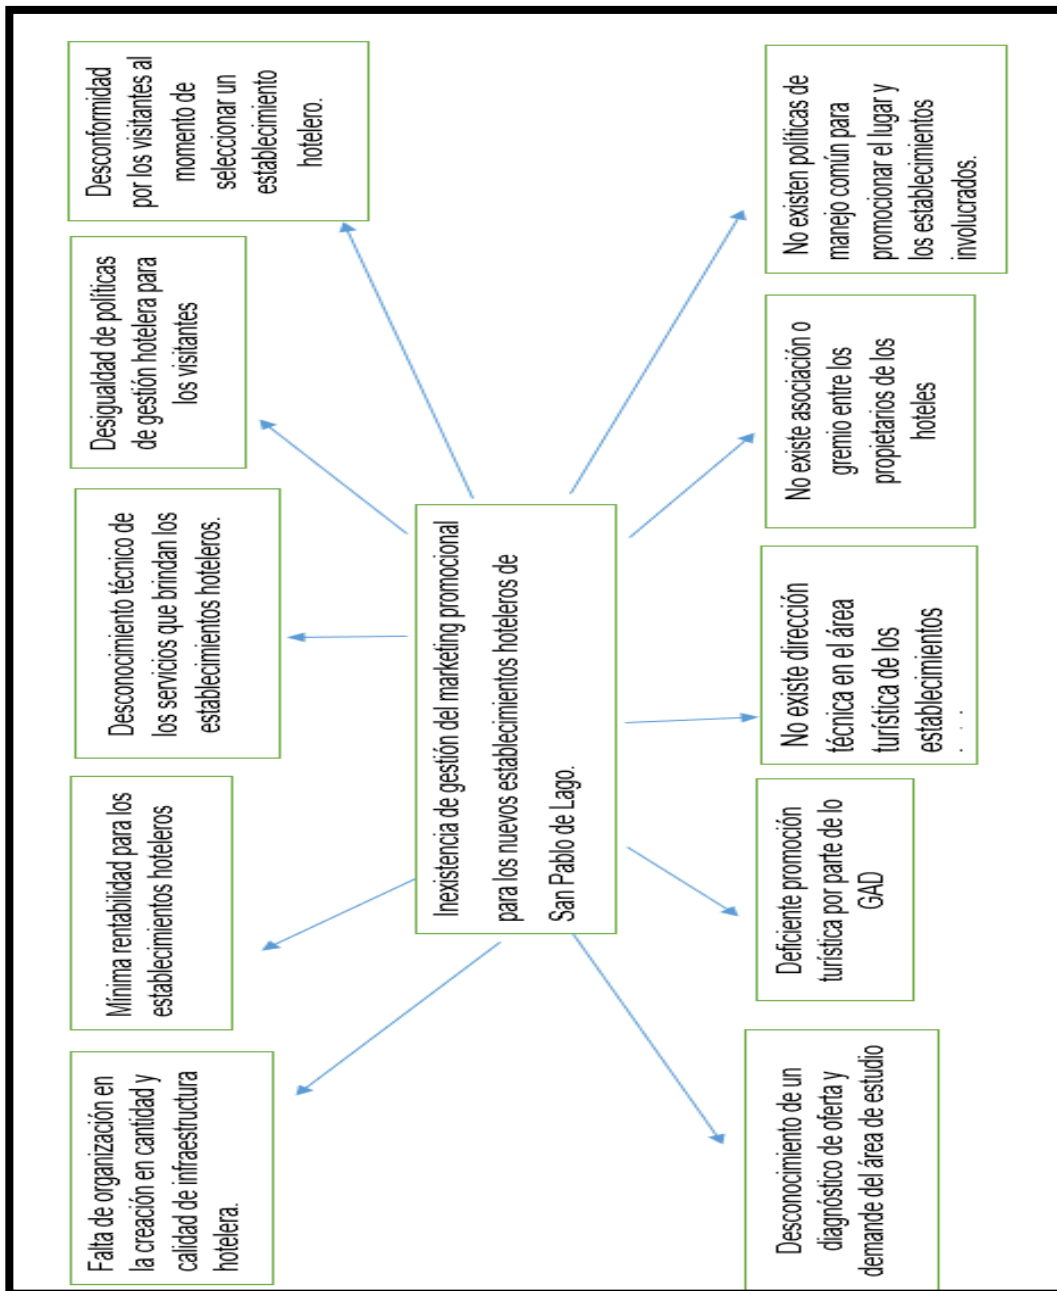 Falta de organización en
la creación en cantidad y
calidad de infraestructura
hotelera.
Mínima rentabilidad para los
establecimientos hoteleros
Desconocimiento técnico de
los servicios que brindan los
establecimientos hoteleros.
Desigualdad de políticas
de gestión hotelera para
los visitantes
Desconformidad
por los visitantes al
momento de
seleccionar un
establecimiento
hotelero.
Inexistencia de gestión del marketing promocional
para los nuevos establecimientos hoteleros de
San Pablo de Lago.
Desconocimiento de un
diagnóstico de oferta y
demande del área de estudio
Deficiente promoción
turística por parte de lo
GAD
No existe dirección
técnica en el área
turística de los
establecimientos
No existe asociación o
gremio entre los
propietarios de los
hoteles
No existen políticas de
manejo común para
promocionar el lugar y
los establecimientos
involucrados.